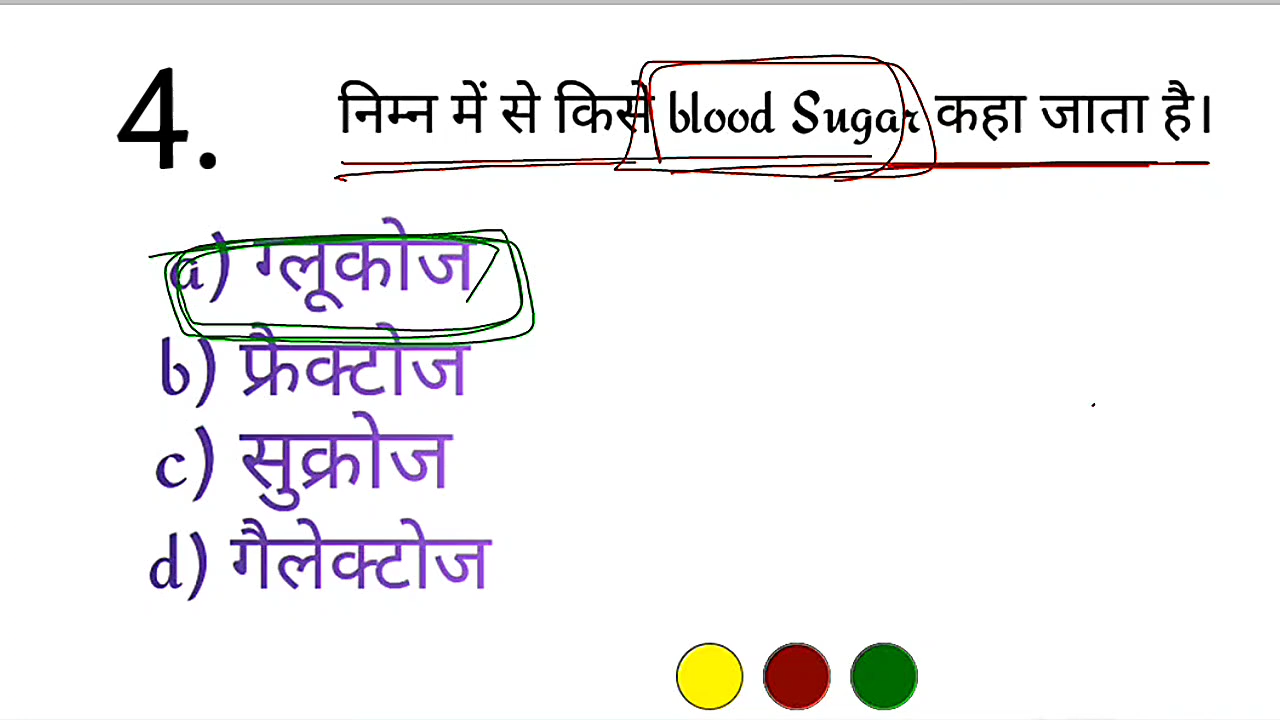 4. निम्न में से किसे blood Sugar कहा जाता है।
a) ग्लूकोज
b) फ्रैक्टोज
c) सुक्रोज
d) गैलेक्टोज